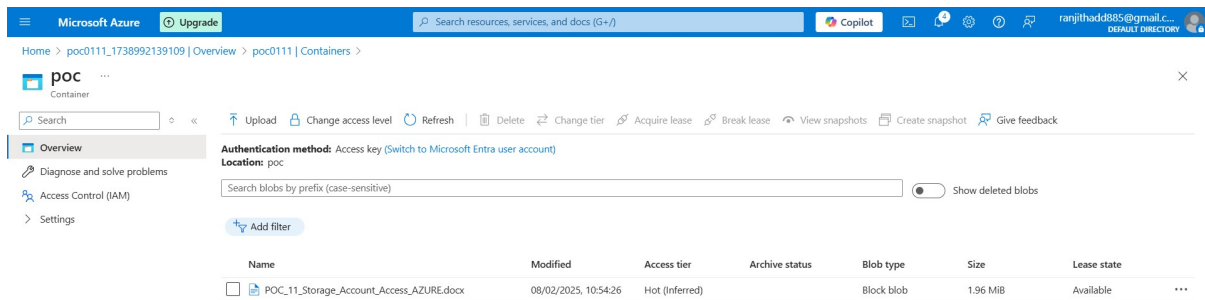 Microsoft Azure Upgrade Search resources, services, and docs (G+/) Copilot 4 ranjithadd885@gmail.c...
DEFAULT DIRECTORY
Home > poc0111_1738992139109 | Overview > poc0111 | Containers >
poc ...
Container
Search
Upload Change access level Refresh Delete Change tier Acquire lease Break lease View snapshots Create snapshot Give feedback
Overview
Diagnose and solve problems
Access Control (IAM)
Settings
Authentication method: Access key (Switch to Microsoft Entra user account)
Location: poc
Search blobs by prefix (case-sensitive) Show deleted blobs
Add filter
Name Modified Access tier Archive status Blob type Size Lease state
POC_11_Storage_Account_Access_AZURE.docx 08/02/2025, 10:54:26 Hot (Inferred) Block blob 1.96 MiB Available ...